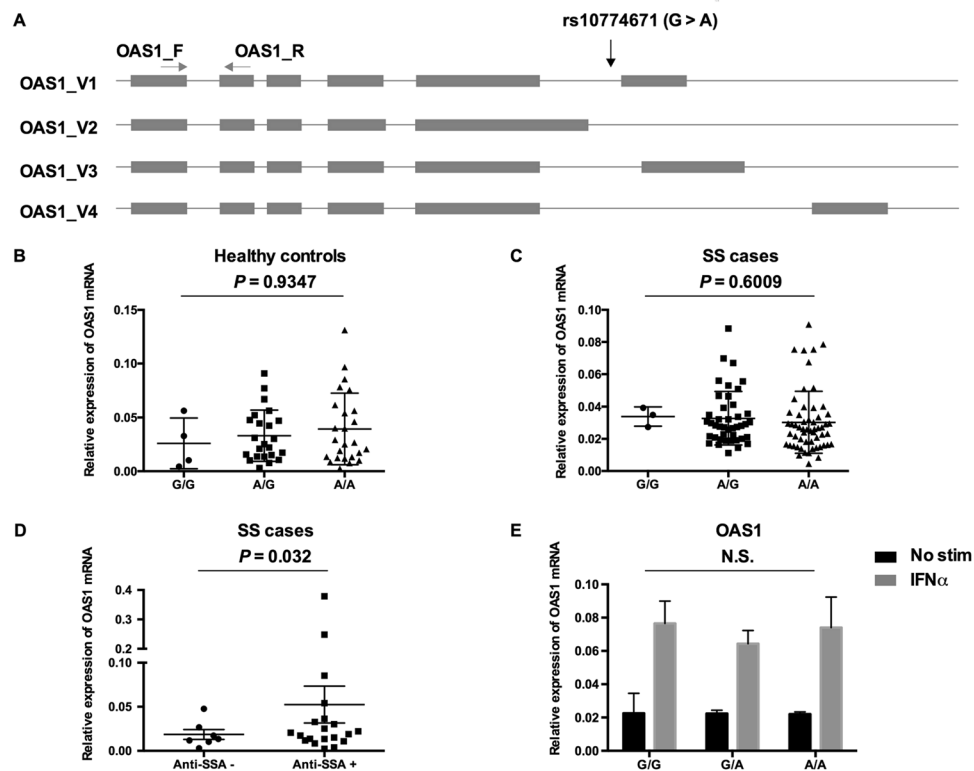 A
rs10774671 (G > A)
OAS1_F
OAS1_R
OAS1_V1
OAS1_V2
OAS1_V3
OAS1_V4
B
Healthy controls
P = 0.9347
Relative expression of OAS1 mRNA
0.15
0.10
0.05
0.00
G/G
A/G
A/A
C
SS cases
P = 0.6009
Relative expression of OAS1 mRNA
0.10
0.08
0.06
0.04
0.02
0.00
G/G
A/G
A/A
D
SS cases
P = 0.032
Relative expression of OAS1 mRNA
0.4
0.3
0.2
0.10
0.05
0.00
Anti-SSA -
Anti-SSA +
E
OAS1
N.S.
No stim
IFNα
Relative expression of OAS1 mRNA
0.10
0.08
0.06
0.04
0.02
0.00
G/G
G/A
A/A